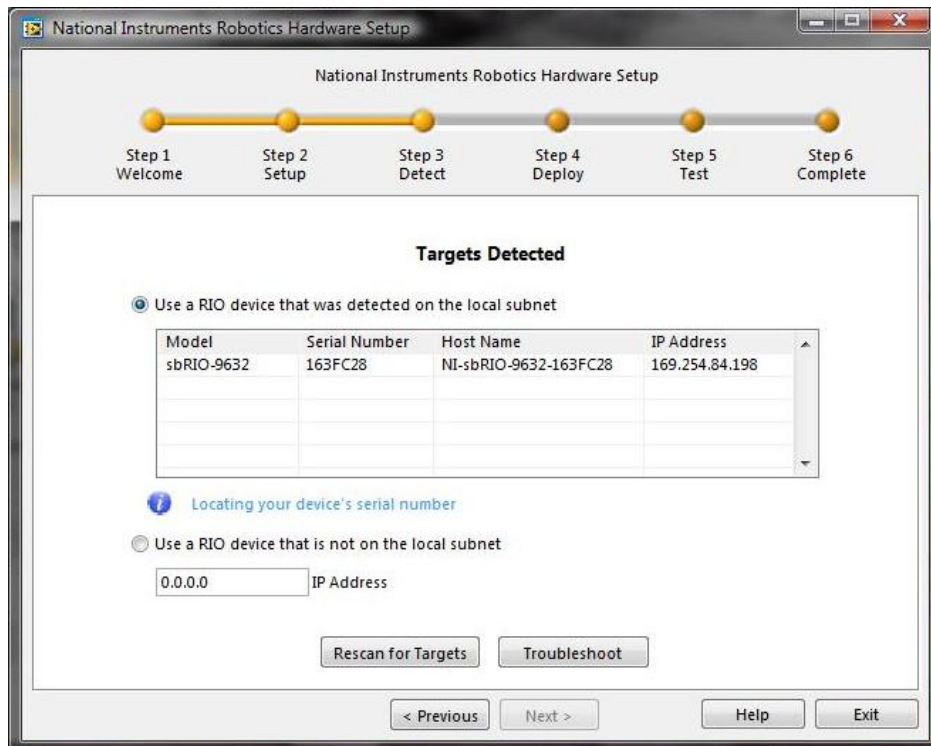 National Instruments Robotics Hardware Setup
National Instruments Robotics Hardware Setup
Step 1 Step 2 Step 3 Step 4 Step 5 Step 6
Welcome Setup Detect Deploy Test Complete
Targets Detected
Use a RIO device that was detected on the local subnet
Model Serial Number Host Name IP Address
sbRIO-9632 163FC28 NI-sbRIO-9632-163FC28 169.254.84.198
Locating your device's serial number
Use a RIO device that is not on the local subnet
0.0.0.0 IP Address
Rescan for Targets Troubleshoot
< Previous Next > Help Exit